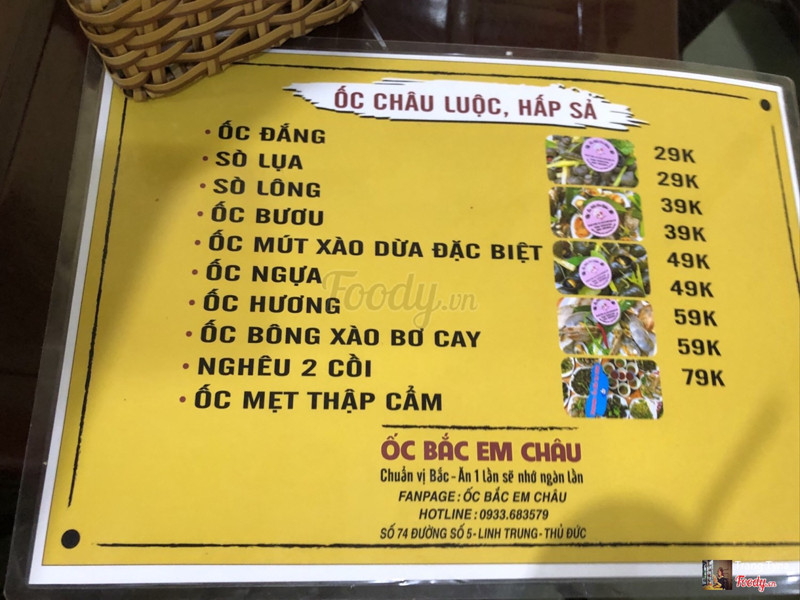 ỐC CHÂU LUỘC, HẤP SẢ
• ỐC ĐẮNG
• SÒ LỤA
• SÒ LÔNG
• ỐC BƯƠU
• ỐC MÚT XÀO DỪA ĐẶC BIỆT
• ỐC NGỰA
• ỐC HƯƠNG
• ỐC BÔNG XÀO BƠ CAY
• NGHÊU 2 CỒI
• ỐC MẸT THẬP CẨM
29K
29K
39K
39K
49K
49K
59K
59K
79K
Foody.vn
ỐC BẮC EM CHÂU
Chuẩn vị Bắc - Ăn 1 lần sẽ nhớ ngàn lần
FANPAGE : ỐC BẮC EM CHÂU
HOTLINE : 0933.683579
SỐ 74 ĐƯỜNG SỐ 5 - LINH TRUNG - THỦ ĐỨC
Foody.vn